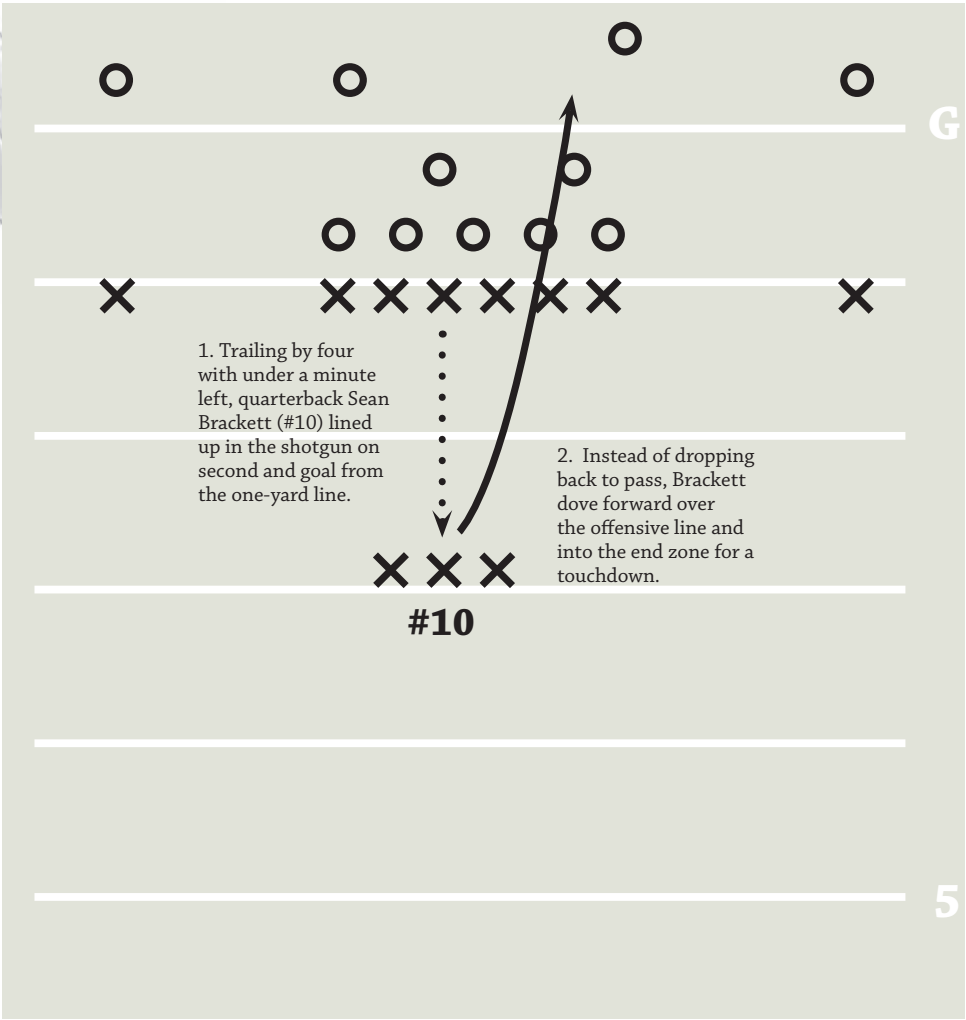 G
1. Trailing by four
with under a minute
left, quarterback Sean
Brackett (#10) lined
up in the shotgun on
second and goal from
the one-yard line.
2.  Instead of dropping
back to pass, Brackett
dove forward over
the offensive line and
into the end zone for a
touchdown.
#10
5